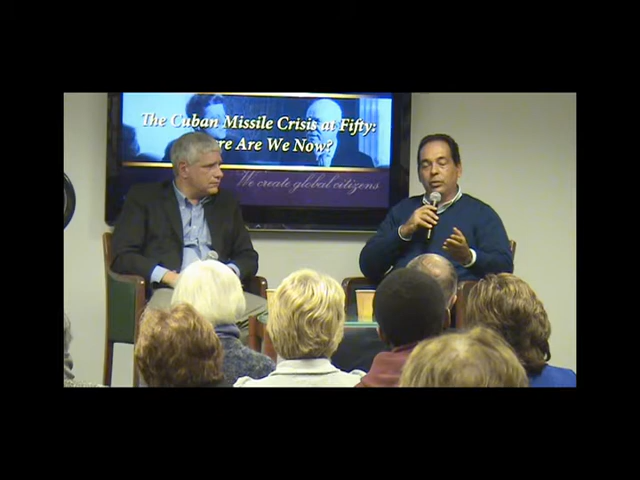 The Cuban Missile Crisis at Fifty:
re Are We Now?
We create global citizens